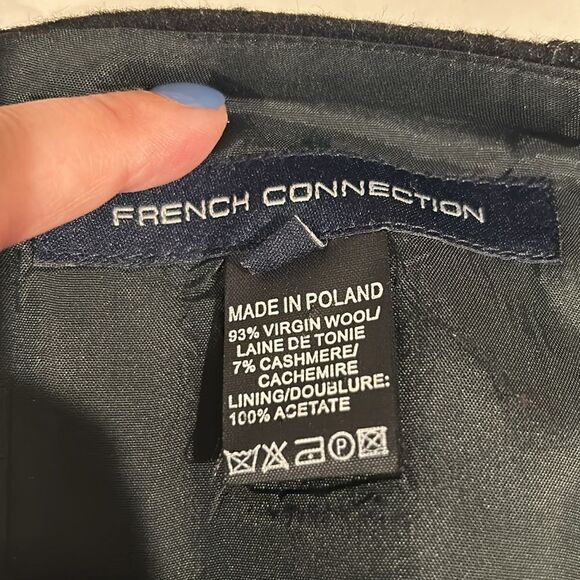 FRENCH CONNECTION
MADE IN POLAND
93% VIRGIN WOOL/
LAINE DE TONIE
7% CASHMERE/
CACHEMIRE
LINING/DOUBLURE:
100% ACETATE
P